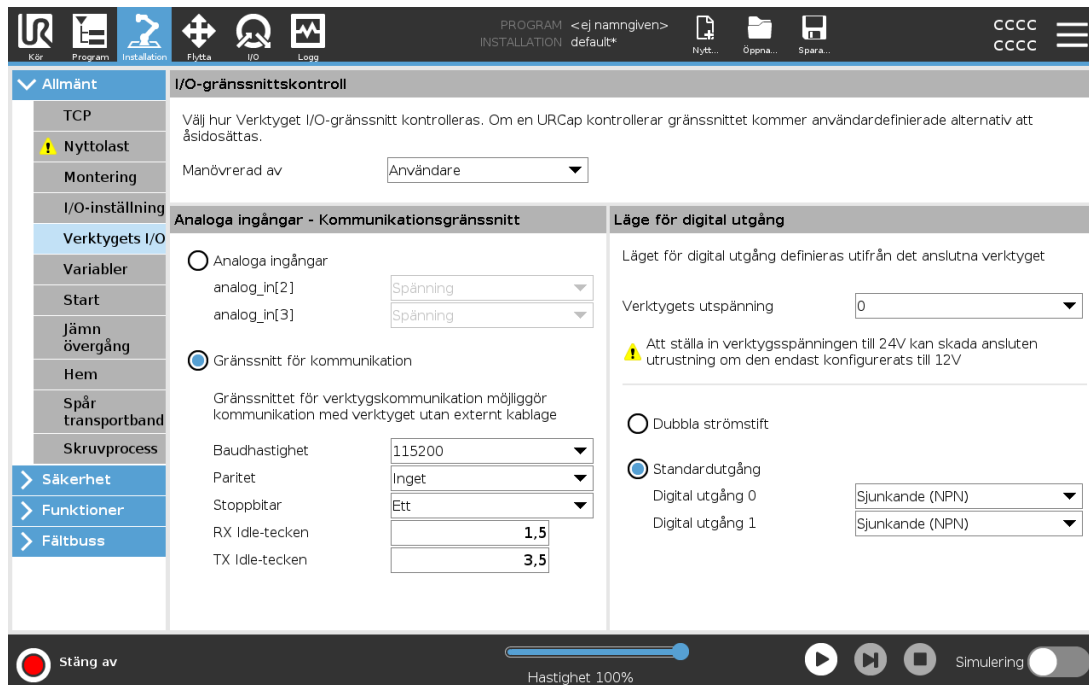 UR
Kör
Program
Installation
Flytta
I/O
Logg
PROGRAM <ej namngiven>
INSTALLATION default*
Nytt...
Öppna...
Spara...
CCCC
CCCC
Allmänt
TCP
Nyttolast
Montering
I/O-inställning
Verktygets I/O
Variabler
Start
Jämn
övergång
Hem
Spår
transportband
Skruvprocess
Säkerhet
Funktioner
Fältbuss
I/O-gränssnittskontroll
Välj hur Verktyget I/O-gränssnitt kontrolleras. Om en URCap kontrollerar gränssnittet kommer användardefinierade alternativ att
åsidosättas.
Manövrerad av Användare
Analoga ingångar - Kommunikationsgränssnitt
Analoga ingångar
analog_in[2] Spänning
analog_in[3] Spänning
Gränssnitt för kommunikation
Gränssnittet för verktygskommunikation möjliggör
kommunikation med verktyget utan externt kablage
Baudhastighet 115200
Paritet Inget
Stoppbitar Ett
RX Idle-tecken 1,5
TX Idle-tecken 3,5
Läge för digital utgång
Läget för digital utgång definieras utifrån det anslutna verktyget
Verktygets utspänning 0
Att ställa in verktygsspänningen till 24V kan skada ansluten
utrustning om den endast konfigurerats till 12V
Dubbla strömstift
Standardutgång
Digital utgång 0 Sjunkande (NPN)
Digital utgång 1 Sjunkande (NPN)
Stäng av
Hastighet 100%
Simulering